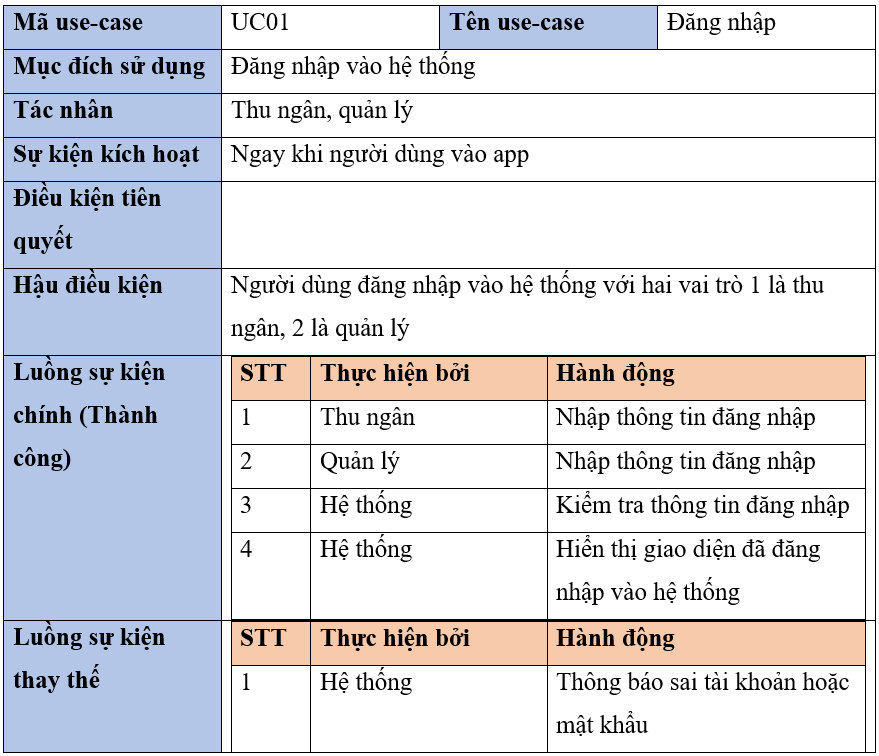 Mã use-case UC01 Tên use-case Đăng nhập
Mục đích sử dụng Đăng nhập vào hệ thống
Tác nhân Thu ngân, quản lý
Sự kiện kích hoạt Ngay khi người dùng vào app
Điều kiện tiên
quyết
Hậu điều kiện Người dùng đăng nhập vào hệ thống với hai vai trò 1 là thu
ngân, 2 là quản lý
Luồng sự kiện
chính (Thành
công)
STT Thực hiện bởi Hành động
1 Thu ngân Nhập thông tin đăng nhập
2 Quản lý Nhập thông tin đăng nhập
3 Hệ thống Kiểm tra thông tin đăng nhập
4 Hệ thống Hiển thị giao diện đã đăng
nhập vào hệ thống
Luồng sự kiện
thay thế
STT Thực hiện bởi Hành động
1 Hệ thống Thông báo sai tài khoản hoặc
mật khẩu